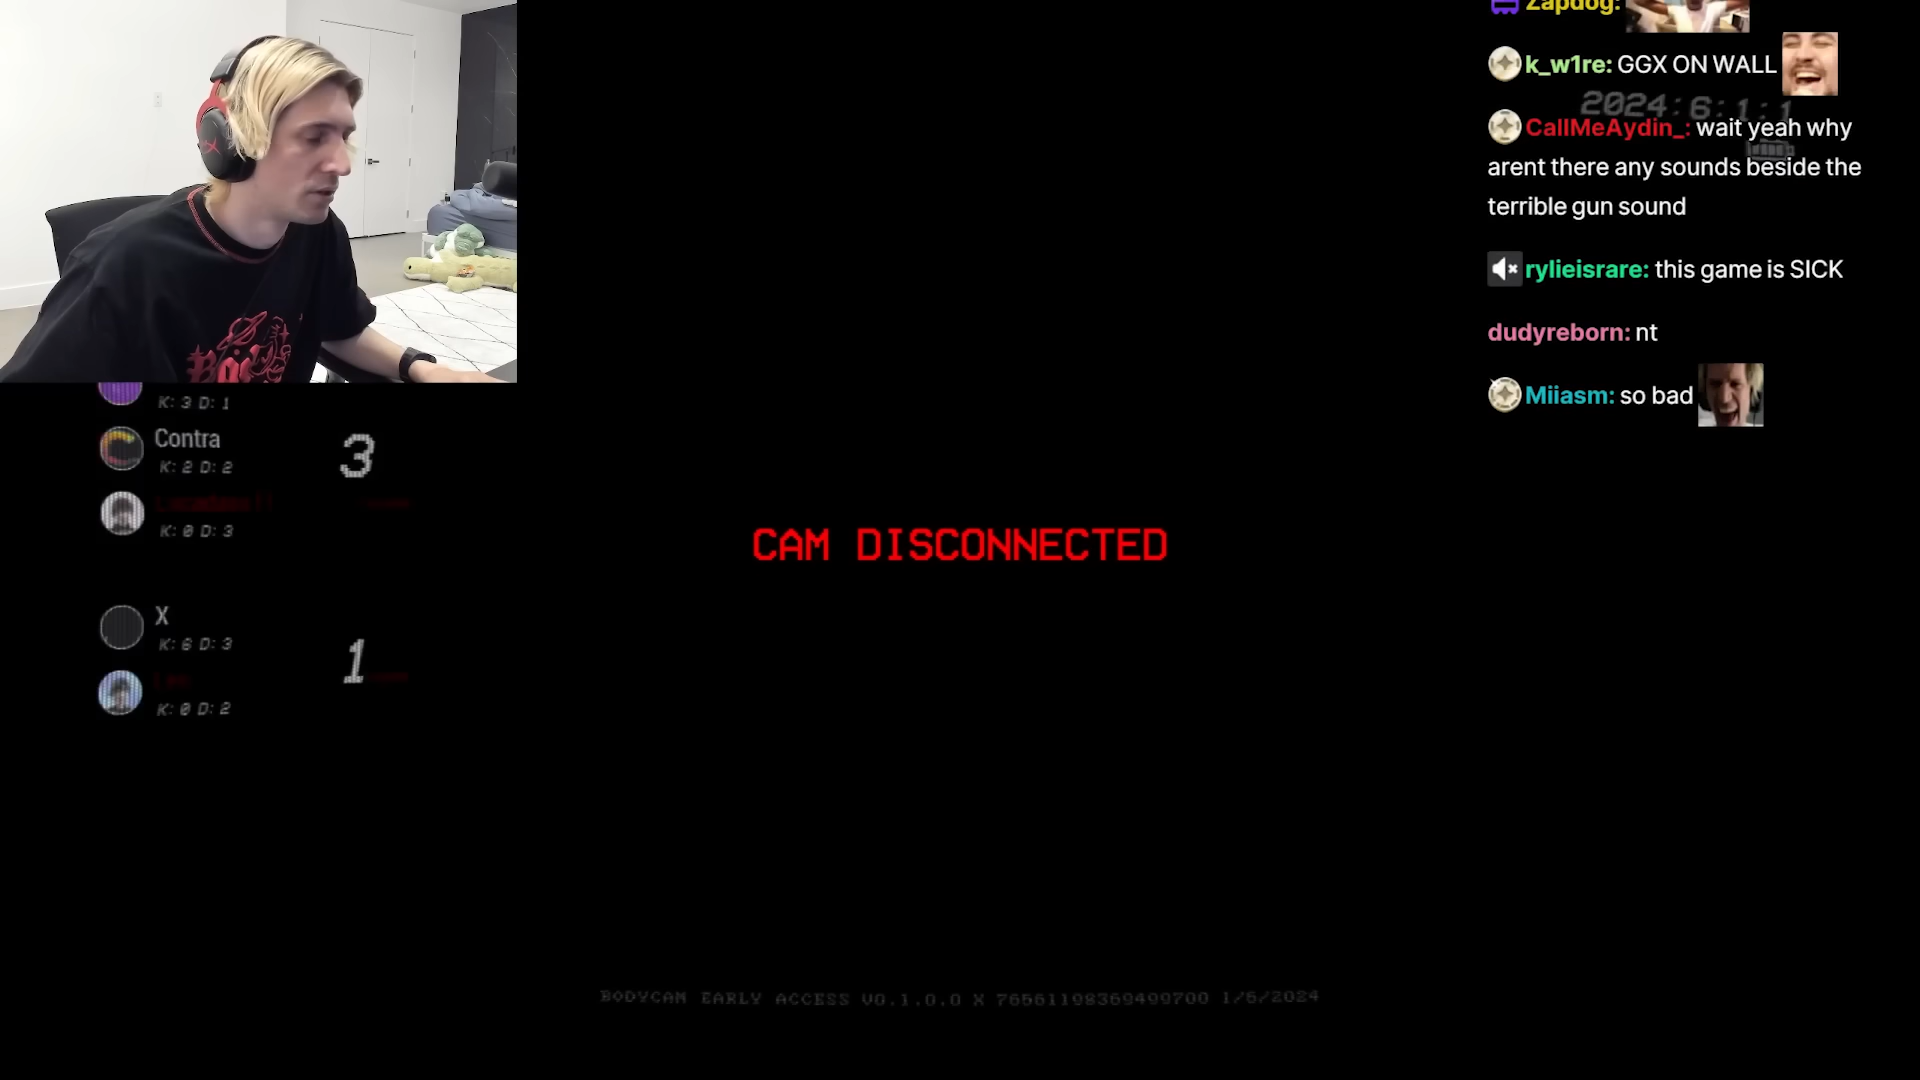 Zapdog:
k_w1re: GGX ON WALL
2024:6:1:1
CallMeAydin_: wait yeah why
arent there any sounds beside the
terrible gun sound
rylieisrare: this game is SICK
dudyreborn: nt
Miiasm: so bad
K: 3 D: 1
Contra
K: 2 D: 2
3
K: 0 D: 3
X
K: 6 D: 3
1
K: 0 D: 2
CAM DISCONNECTED
BODYCAM EARLY ACCESS V0.1.0.0 X 76561198369499700 1/6/2024